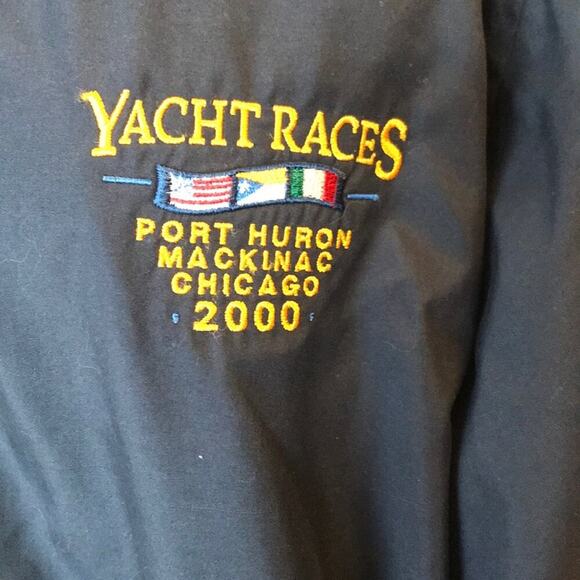 YACHT RACES
PORT HURON
MACKINAC
CHICAGO
2000